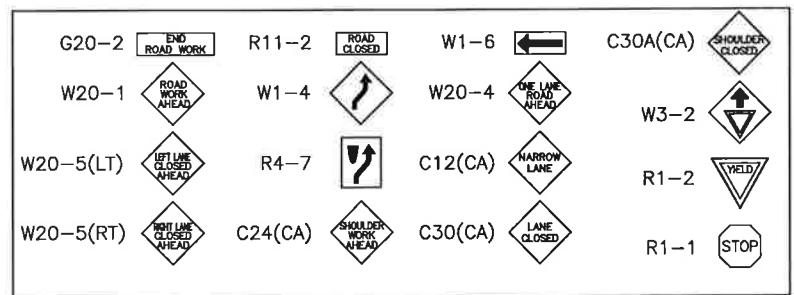 G20-2
END
ROAD WORK
R11-2
ROAD
CLOSED
W1-6
C30A(CA)
SHOULDER
CLOSED
W20-1
ROAD
WORK
AHEAD
W1-4
W20-4
ONE LANE
ROAD
AHEAD
W3-2
W20-5(LT)
LEFT LANE
CLOSED
AHEAD
R4-7
C12(CA)
NARROW
LANE
R1-2
YIELD
W20-5(RT)
RIGHT LANE
CLOSED
AHEAD
C24(CA)
SHOULDER
WORK
AHEAD
C30(CA)
LANE
CLOSED
R1-1
STOP